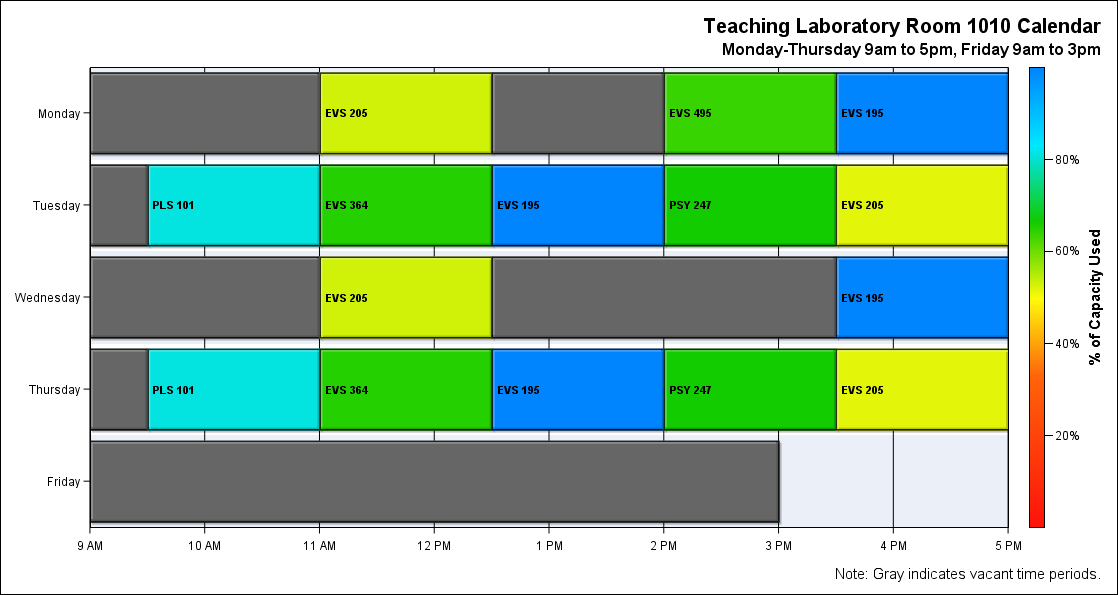 Teaching Laboratory Room 1010 Calendar
Monday-Thursday 9am to 5pm, Friday 9am to 3pm
Monday
EVS 205
EVS 495
EVS 195
Tuesday
PLS 101
EVS 364
EVS 195
PSY 247
EVS 205
Wednesday
EVS 205
EVS 195
Thursday
PLS 101
EVS 364
EVS 195
PSY 247
EVS 205
Friday
9 AM
10 AM
11 AM
12 PM
1 PM
2 PM
3 PM
4 PM
5 PM
80%
60%
40%
20%
% of Capacity Used
Note: Gray indicates vacant time periods.